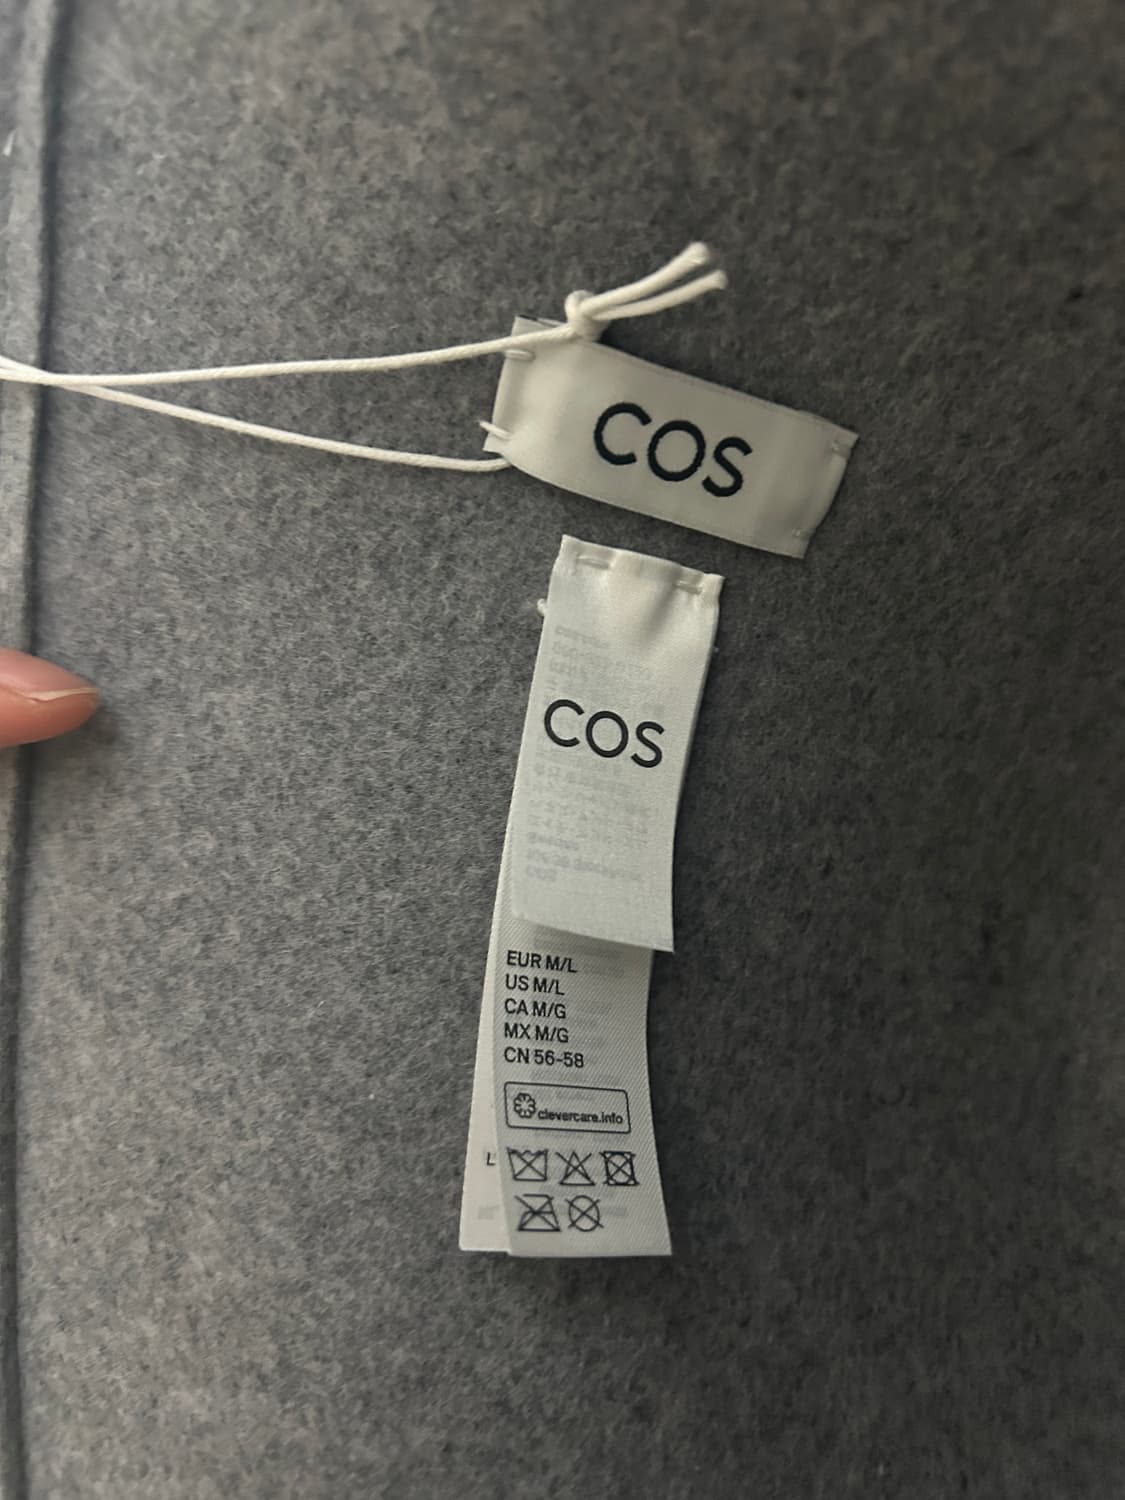 COS
COS
EUR M/L
US M/L
CA M/G
MX M/G
CN 56-58
clevercare.info
L